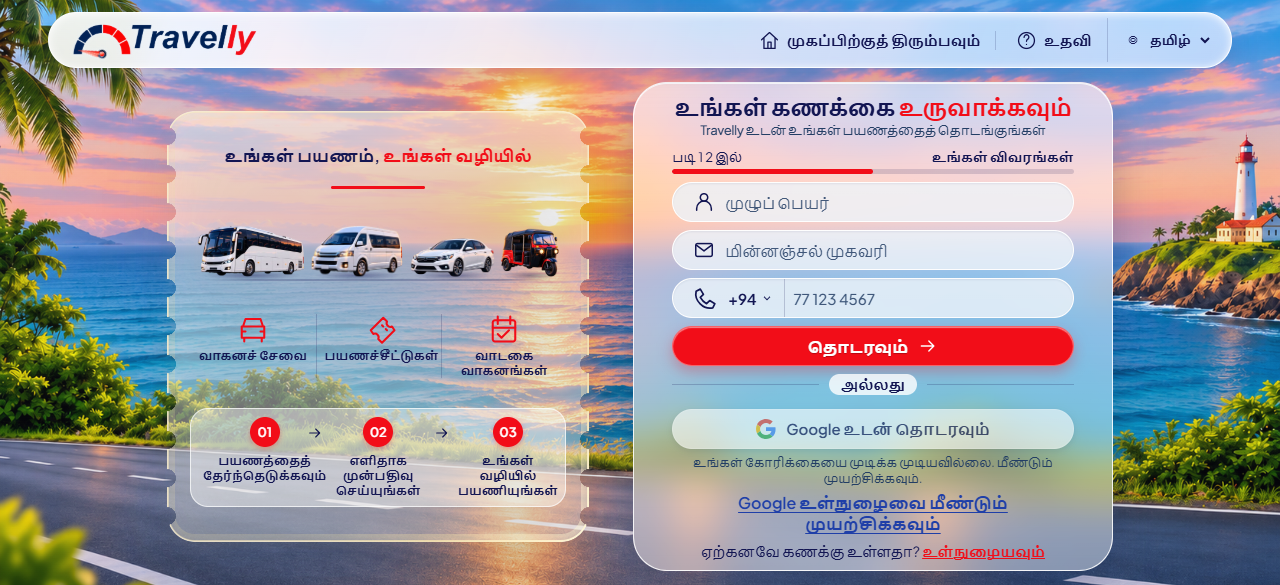 Travelly
முகப்பிற்குத் திரும்பவும்
உதவி
தமிழ்
உங்கள் பயணம், உங்கள் வழியில்
வாகனச் சேவை
பயணச்சீட்டுகள்
வாடகை
வாகனங்கள்
01
02
03
பயணத்தைத்
தேர்ந்தெடுக்கவும்
எளிதாக
முன்பதிவு
செய்யுங்கள்
உங்கள்
வழியில்
பயணியுங்கள்
உங்கள் கணக்கை உருவாக்கவும்
Travelly உடன் உங்கள் பயணத்தைத் தொடங்குங்கள்
படி 1 2 இல்
உங்கள் விவரங்கள்
முழுப் பெயர்
மின்னஞ்சல் முகவரி
+94
77 123 4567
தொடரவும்
அல்லது
Google உடன் தொடரவும்
உங்கள் கோரிக்கையை முடிக்க முடியவில்லை. மீண்டும்
முயற்சிக்கவும்.
Google உள்நுழைவை மீண்டும்
முயற்சிக்கவும்
ஏற்கனவே கணக்கு உள்ளதா? உள்நுழையவும்